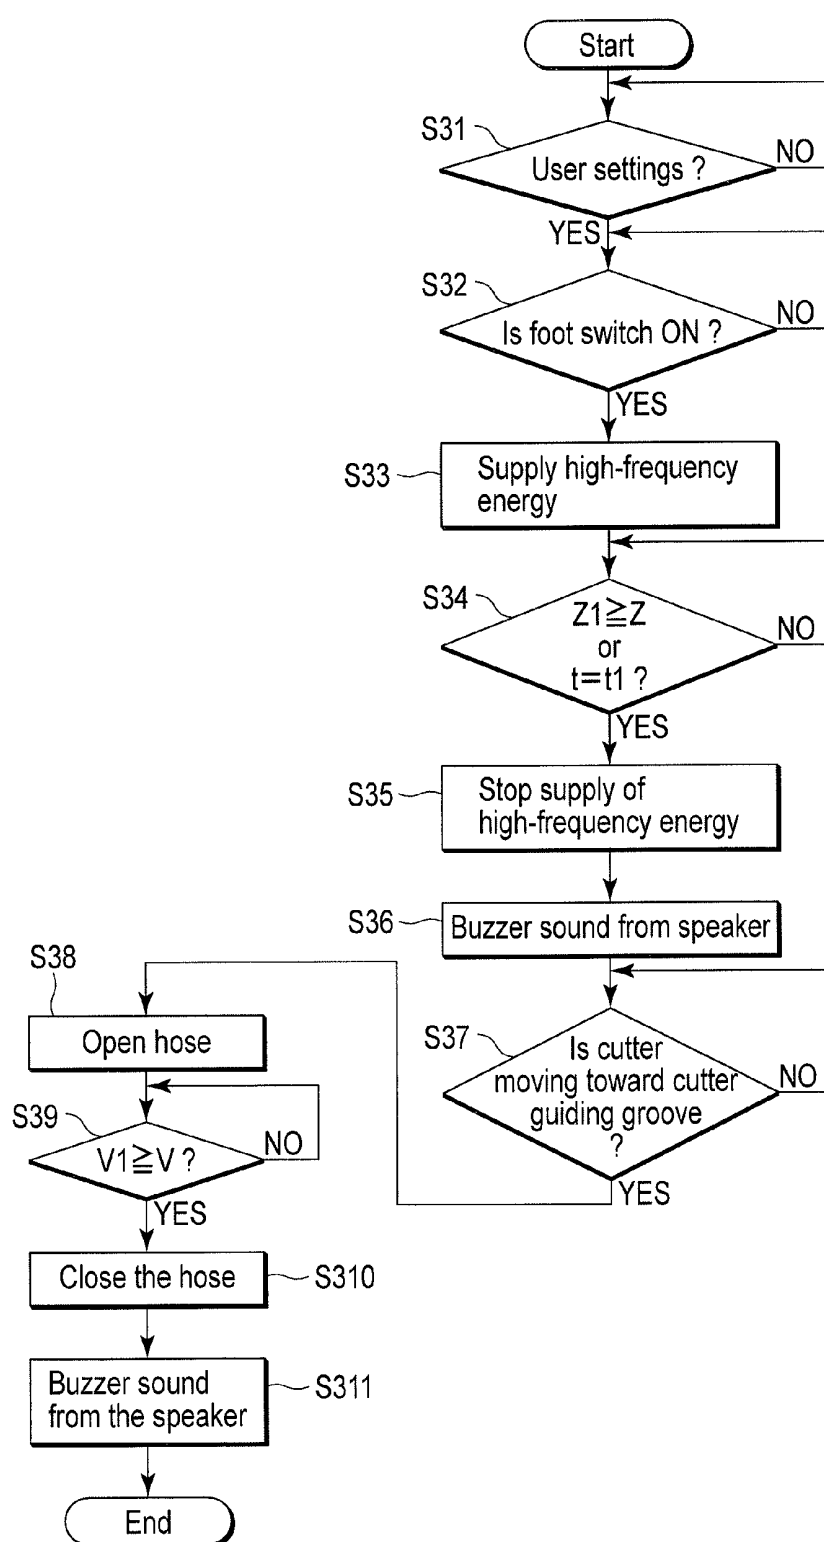 Start
S31
User settings ?
NO
YES
S32
Is foot switch ON ?
NO
YES
S33
Supply high-frequency
energy
S34
Z1≧Z
or
t=t1 ?
NO
YES
S35
Stop supply of
high-frequency energy
S36
Buzzer sound from speaker
S37
Is cutter
moving toward cutter
guiding groove
?
NO
YES
S38
Open hose
S39
V1≧V ?
NO
YES
Close the hose
S310
Buzzer sound
from the speaker
S311
End